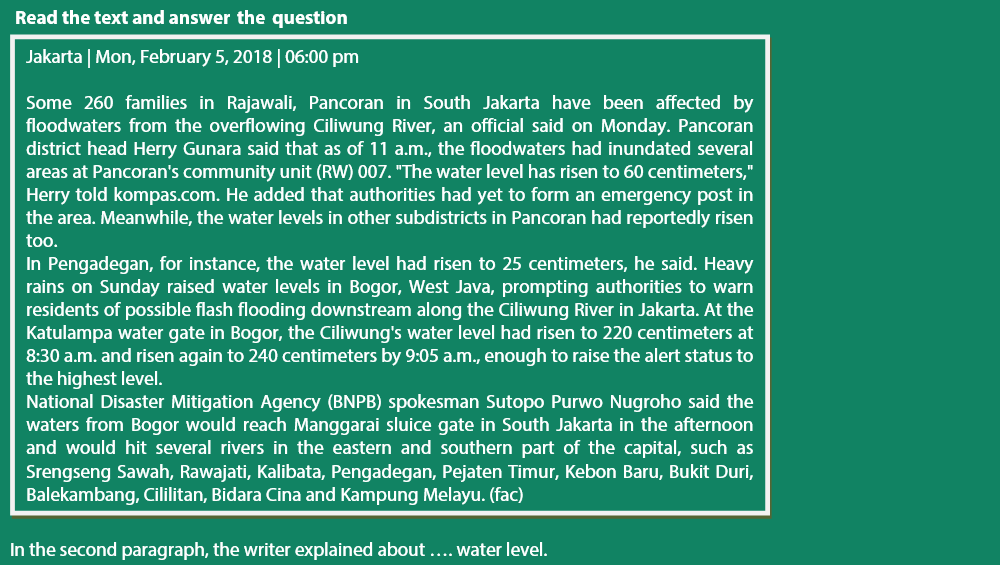 Read the text and answer the question
Jakarta | Mon, February 5, 2018 | 06:00 pm
Some 260 families in Rajawali, Pancoran in South Jakarta have been affected by
floodwaters from the overflowing Ciliwung River, an official said on Monday. Pancoran
district head Herry Gunara said that as of 11 a.m., the floodwaters had inundated several
areas at Pancoran's community unit (RW) 007. "The water level has risen to 60 centimeters,"
Herry told kompas.com. He added that authorities had yet to form an emergency post in
the area. Meanwhile, the water levels in other subdistricts in Pancoran had reportedly risen
too.
In Pengadegan, for instance, the water level had risen to 25 centimeters, he said. Heavy
rains on Sunday raised water levels in Bogor, West Java, prompting authorities to warn
residents of possible flash flooding downstream along the Ciliwung River in Jakarta. At the
Katulampa water gate in Bogor, the Ciliwung's water level had risen to 220 centimeters at
8:30 a.m. and risen again to 240 centimeters by 9:05 a.m., enough to raise the alert status to
the highest level.
National Disaster Mitigation Agency (BNPB) spokesman Sutopo Purwo Nugroho said the
waters from Bogor would reach Manggarai sluice gate in South Jakarta in the afternoon
and would hit several rivers in the eastern and southern part of the capital, such as
Srengseng Sawah, Rawajati, Kalibata, Pengadegan, Pejaten Timur, Kebon Baru, Bukit Duri,
Balekambang, Cililitan, Bidara Cina and Kampung Melayu. (fac)
In the second paragraph, the writer explained about …. water level.